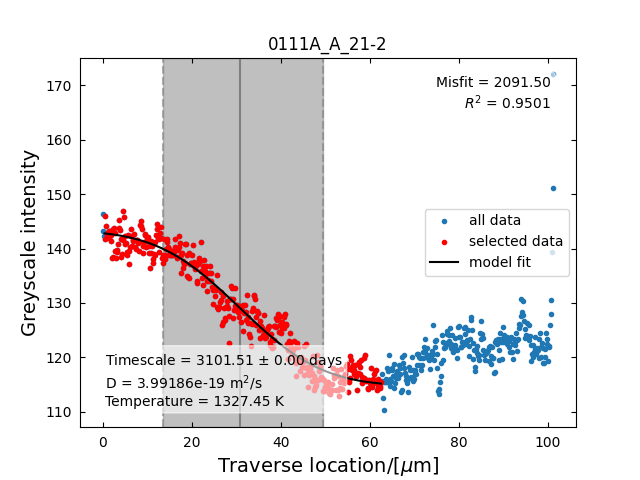 0111A_A_21-2
Misfit = 2091.50
R² = 0.9501
170
160
150
140
130
120
110
Greyscale intensity
all data
selected data
model fit
Timescale = 3101.51 ± 0.00 days
D = 3.99186e-19 m²/s
Temperature = 1327.45 K
0 20 40 60 80 100
Traverse location/[μm]